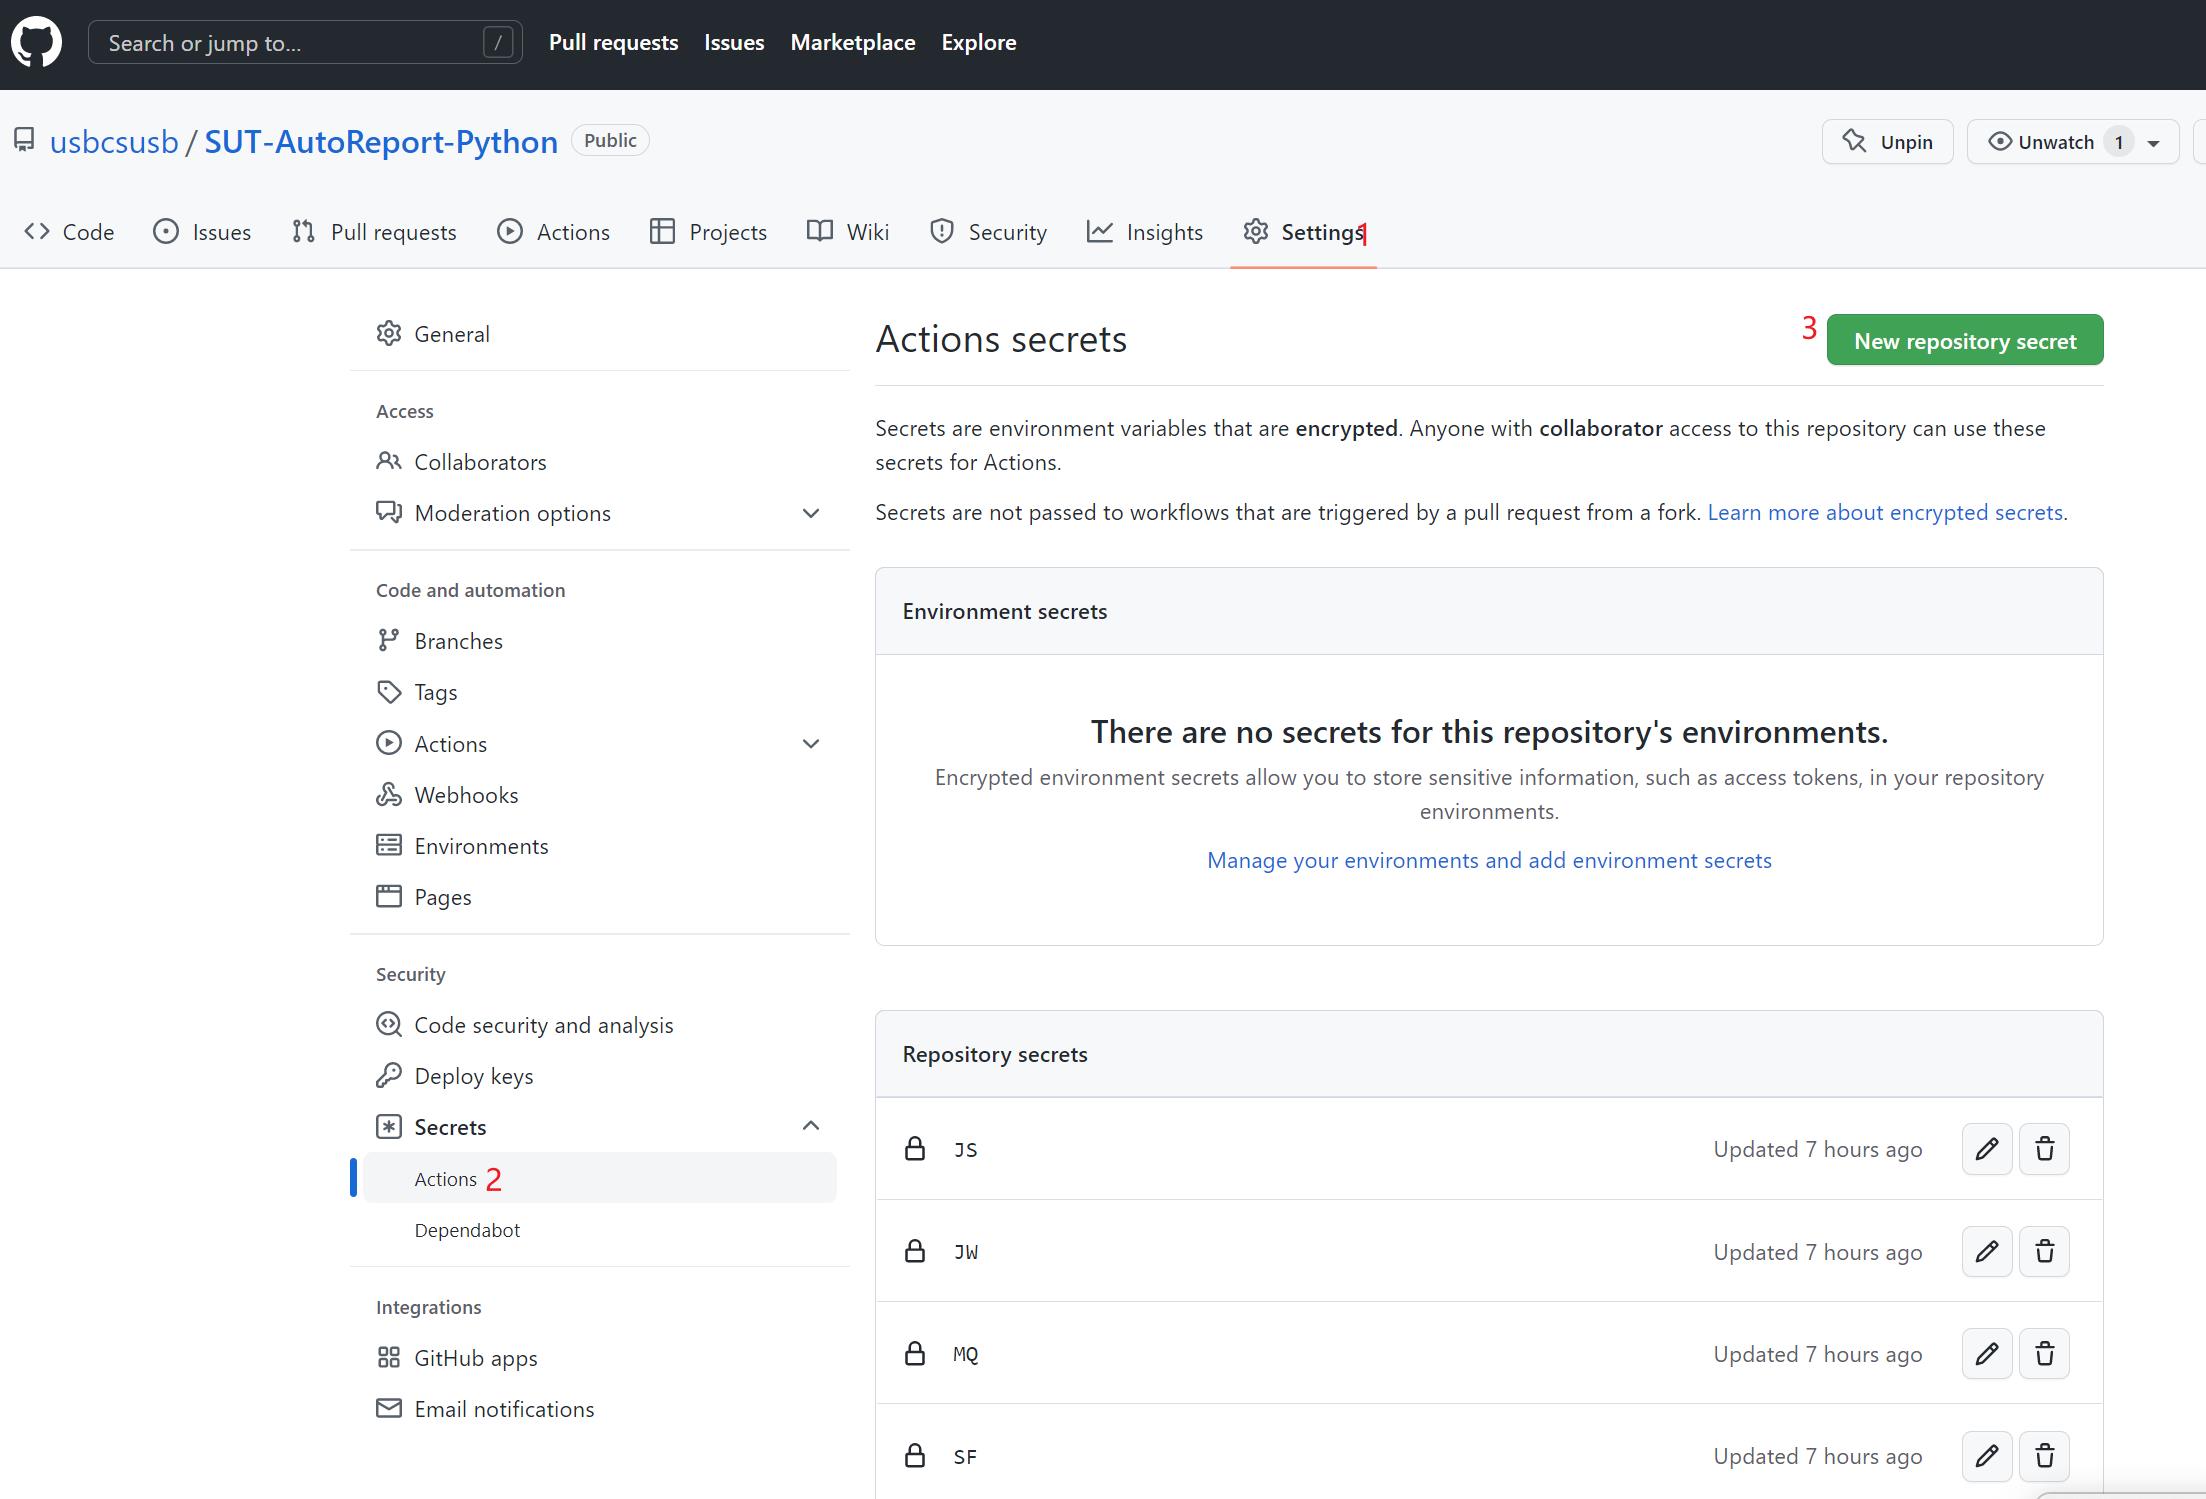 Search or jump to... /
Pull requests Issues Marketplace Explore
usbcsusb / SUT-AutoReport-Python Public
Unpin Unwatch 1
Code Issues Pull requests Actions Projects Wiki Security Insights Settings 1
General
Access
Collaborators
Moderation options
Code and automation
Branches
Tags
Actions
Webhooks
Environments
Pages
Security
Code security and analysis
Deploy keys
Secrets
Actions 2
Dependabot
Integrations
GitHub apps
Email notifications
Actions secrets
3 New repository secret
Secrets are environment variables that are encrypted. Anyone with collaborator access to this repository can use these
secrets for Actions.
Secrets are not passed to workflows that are triggered by a pull request from a fork. Learn more about encrypted secrets.
Environment secrets
There are no secrets for this repository's environments.
Encrypted environment secrets allow you to store sensitive information, such as access tokens, in your repository
environments.
Manage your environments and add environment secrets
Repository secrets
JS Updated 7 hours ago
JW Updated 7 hours ago
MQ Updated 7 hours ago
SF Updated 7 hours ago